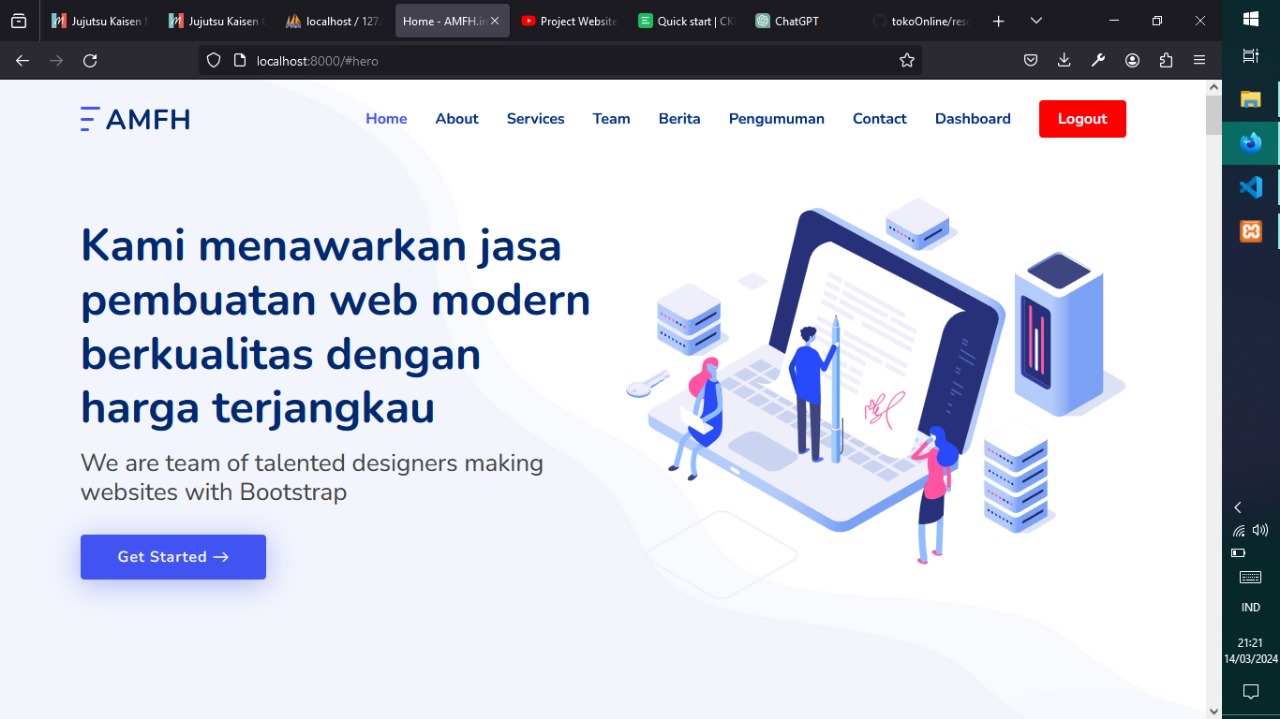 Jujutsu Kaisen
Jujutsu Kaisen
localhost / 127.
Home - AMFH.in
Project Website
Quick start | CK
ChatGPT
tokoOnline/res
localhost:8000/#hero
AMFH
Home
About
Services
Team
Berita
Pengumuman
Contact
Dashboard
Logout
Kami menawarkan jasa
pembuatan web modern
berkualitas dengan
harga terjangkau
We are team of talented designers making
websites with Bootstrap
Get Started →
IND
21:21
14/03/2024